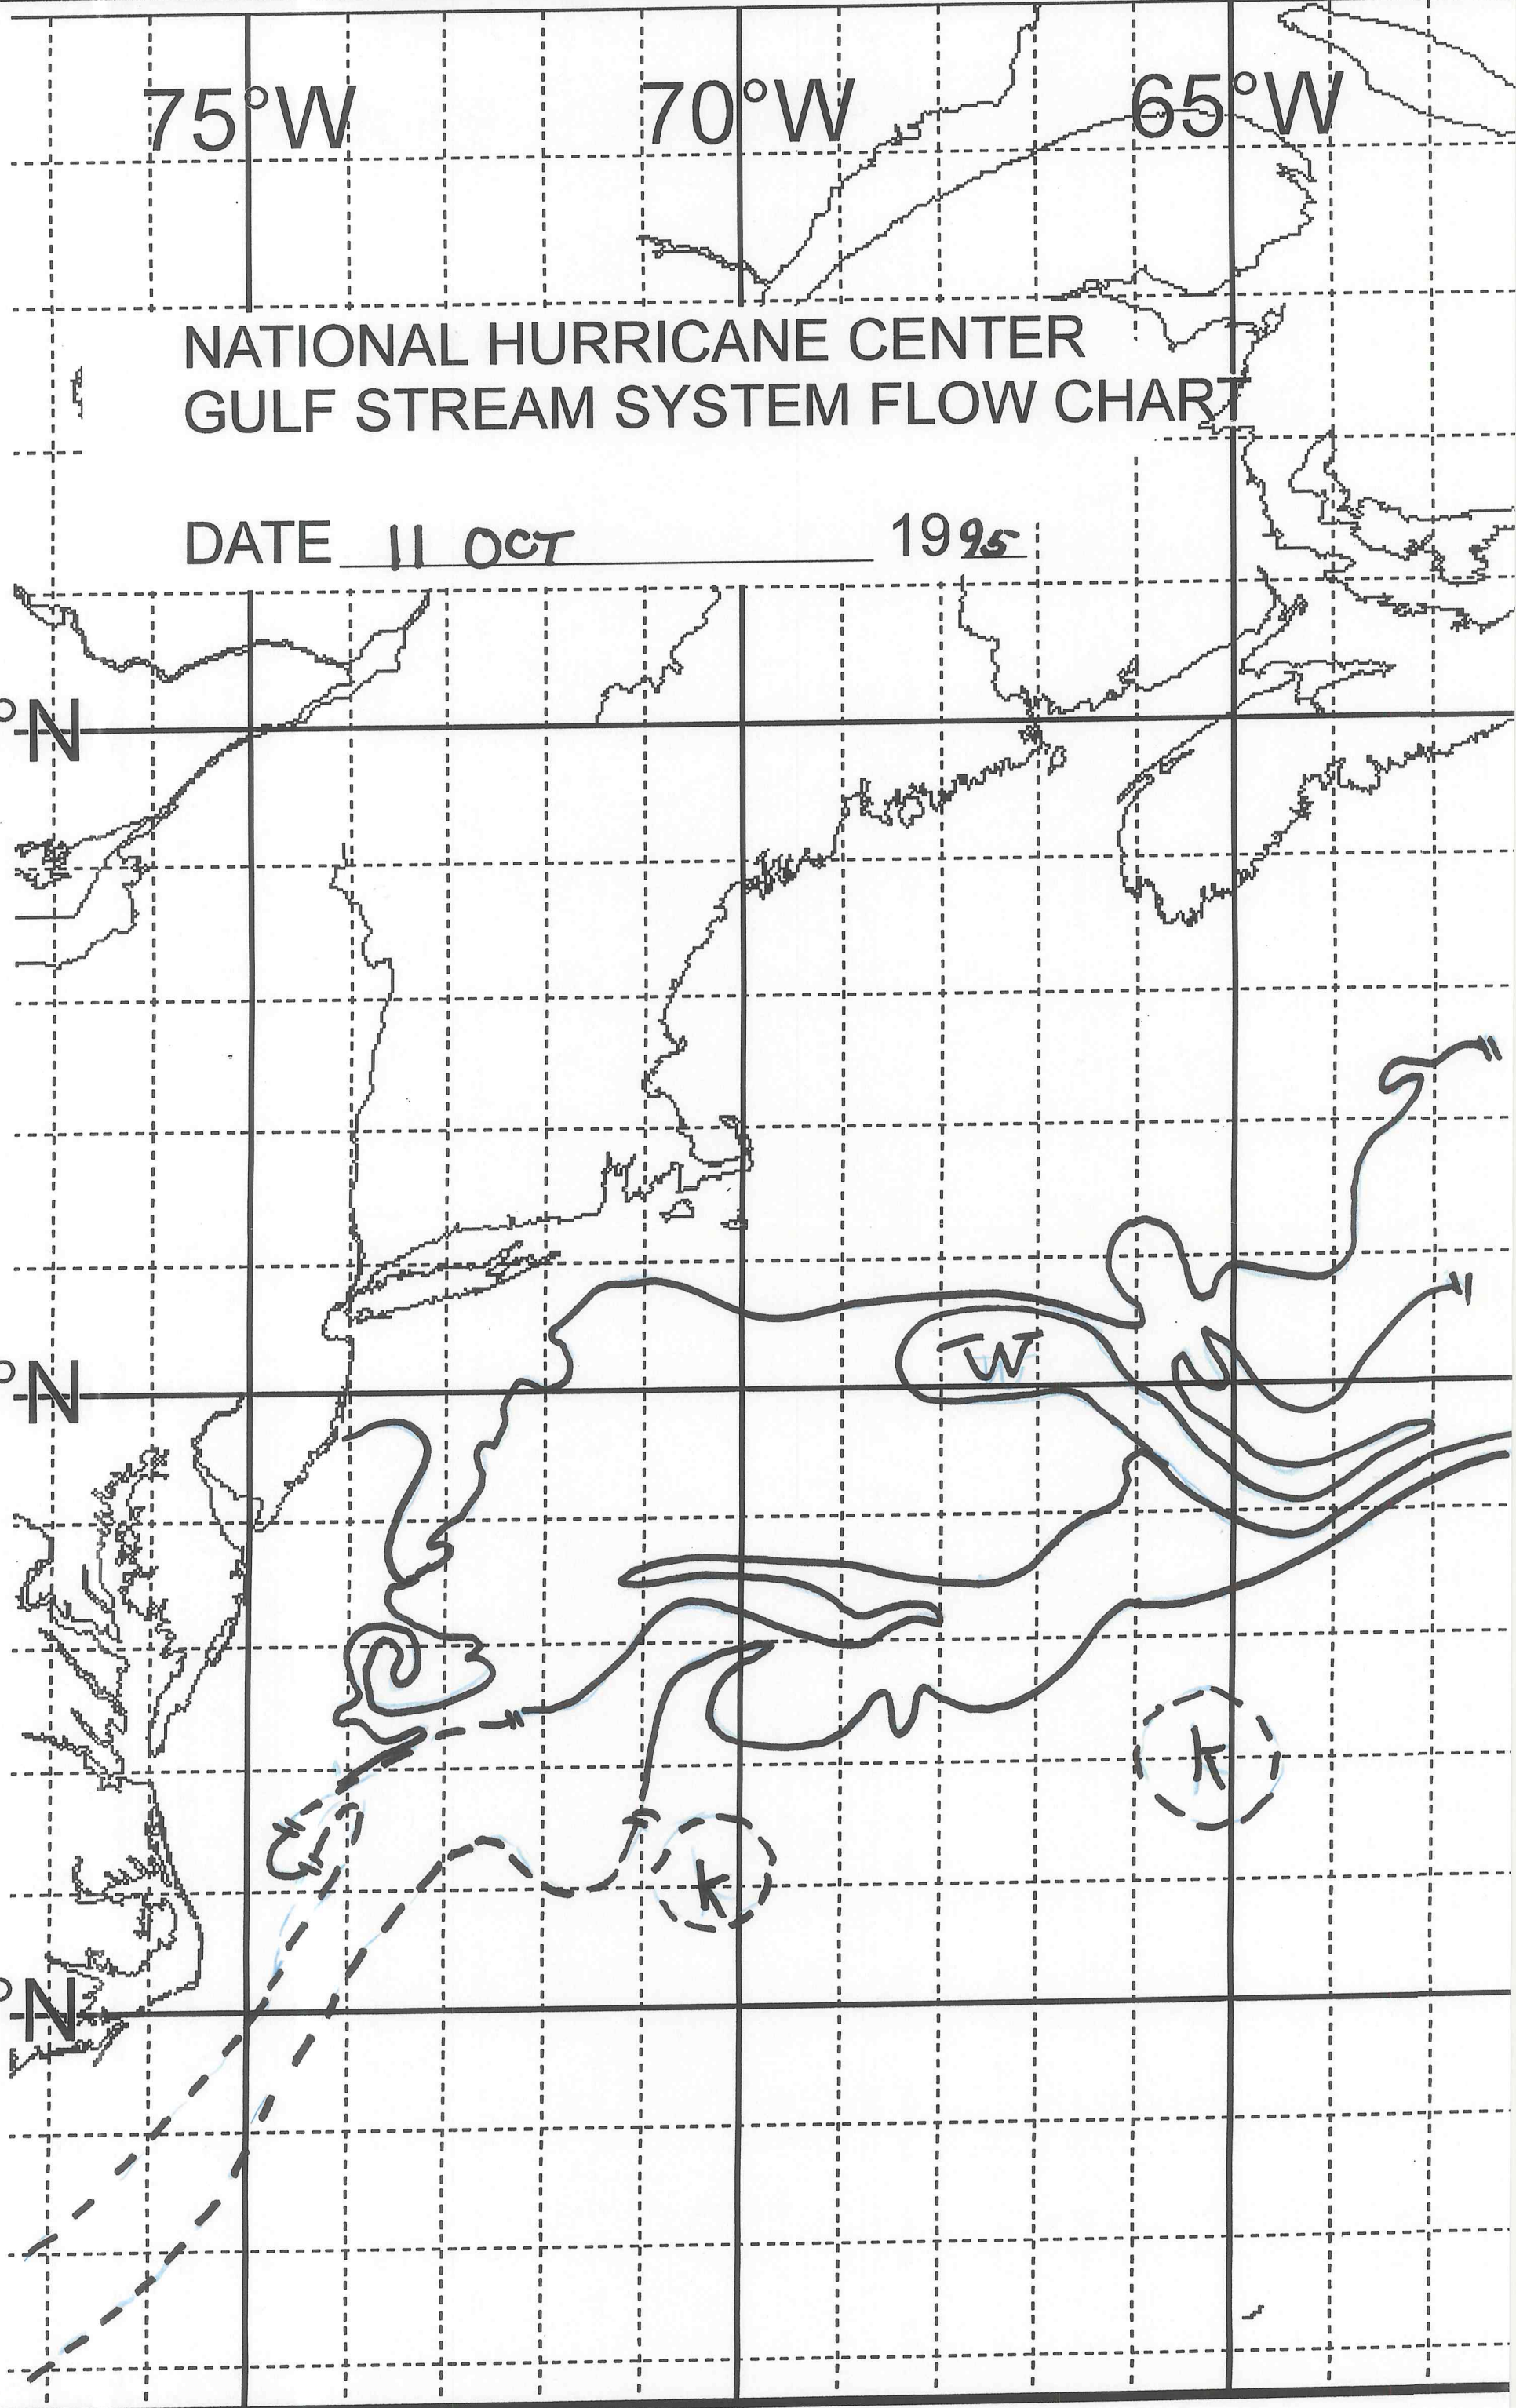 75°W 70°W 65°W
NATIONAL HURRICANE CENTER
GULF STREAM SYSTEM FLOW CHART
DATE 11 OCT 1995
°N
°N
W
K
K
°N